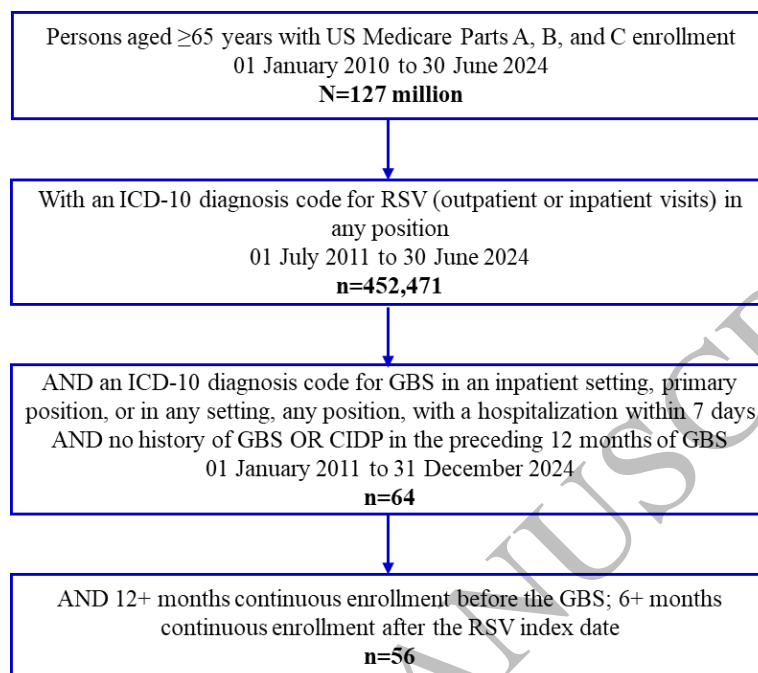 Persons aged ≥65 years with US Medicare Parts A, B, and C enrollment
01 January 2010 to 30 June 2024
N=127 million
With an ICD-10 diagnosis code for RSV (outpatient or inpatient visits) in
any position
01 July 2011 to 30 June 2024
n=452,471
AND an ICD-10 diagnosis code for GBS in an inpatient setting, primary
position, or in any setting, any position, with a hospitalization within 7 days
AND no history of GBS OR CIDP in the preceding 12 months of GBS
01 January 2011 to 31 December 2024
n=64
AND 12+ months continuous enrollment before the GBS; 6+ months
continuous enrollment after the RSV index date
n=56